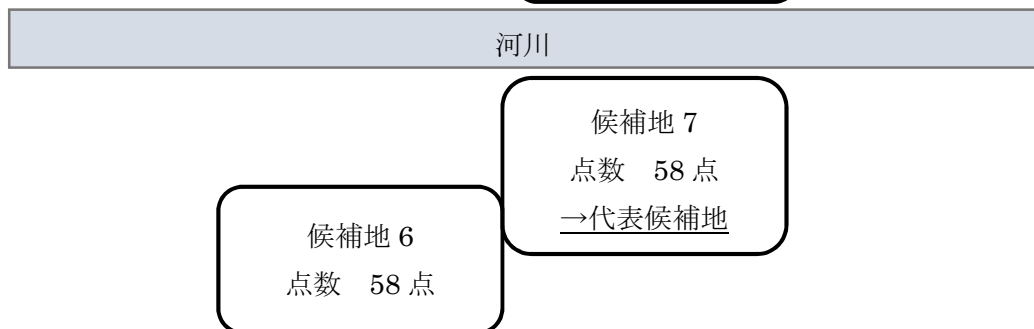 河川
候補地 7
点数　58 点
→代表候補地
候補地 6
点数　58 点